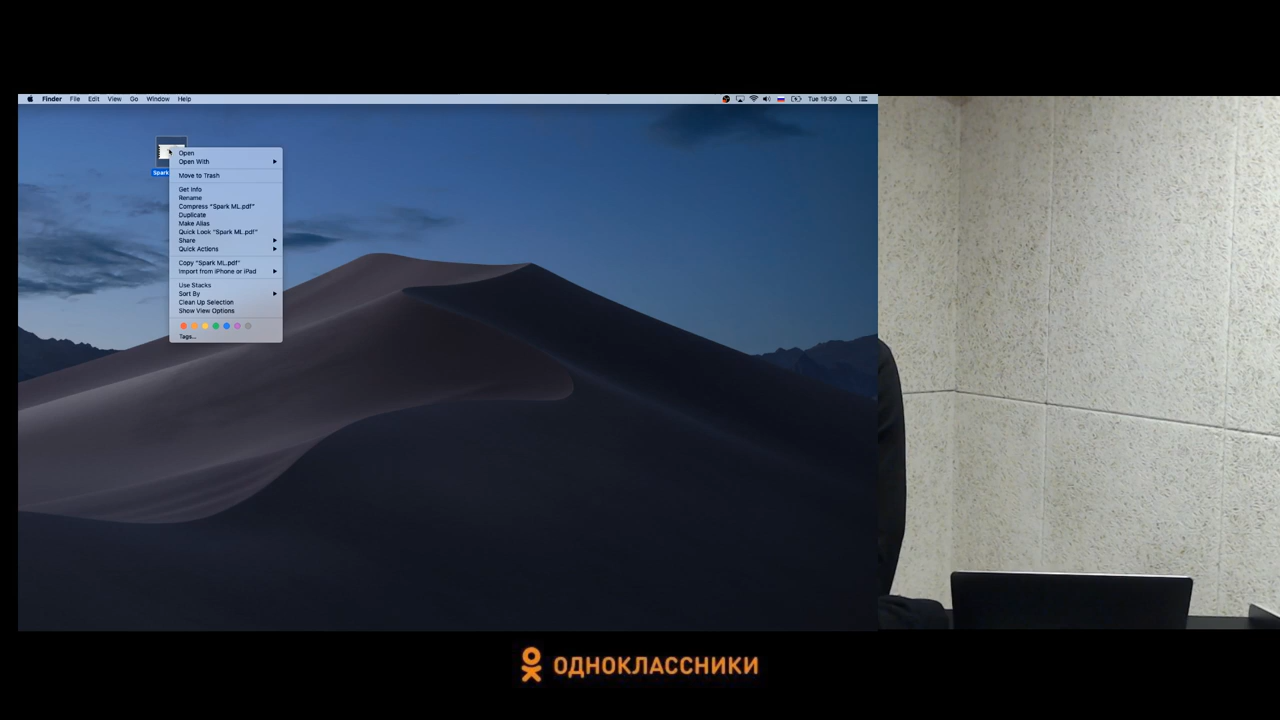 Finder File Edit View Go Window Help Tue 19:59
Spark
Open
Open With
Move to Trash
Get Info
Rename
Compress "Spark ML.pdf"
Duplicate
Make Alias
Quick Look "Spark ML.pdf"
Share
Quick Actions
Copy "Spark ML.pdf"
Import from iPhone or iPad
Use Stacks
Sort By
Clean Up Selection
Show View Options
Tags...
ОДНОКЛАССНИКИ